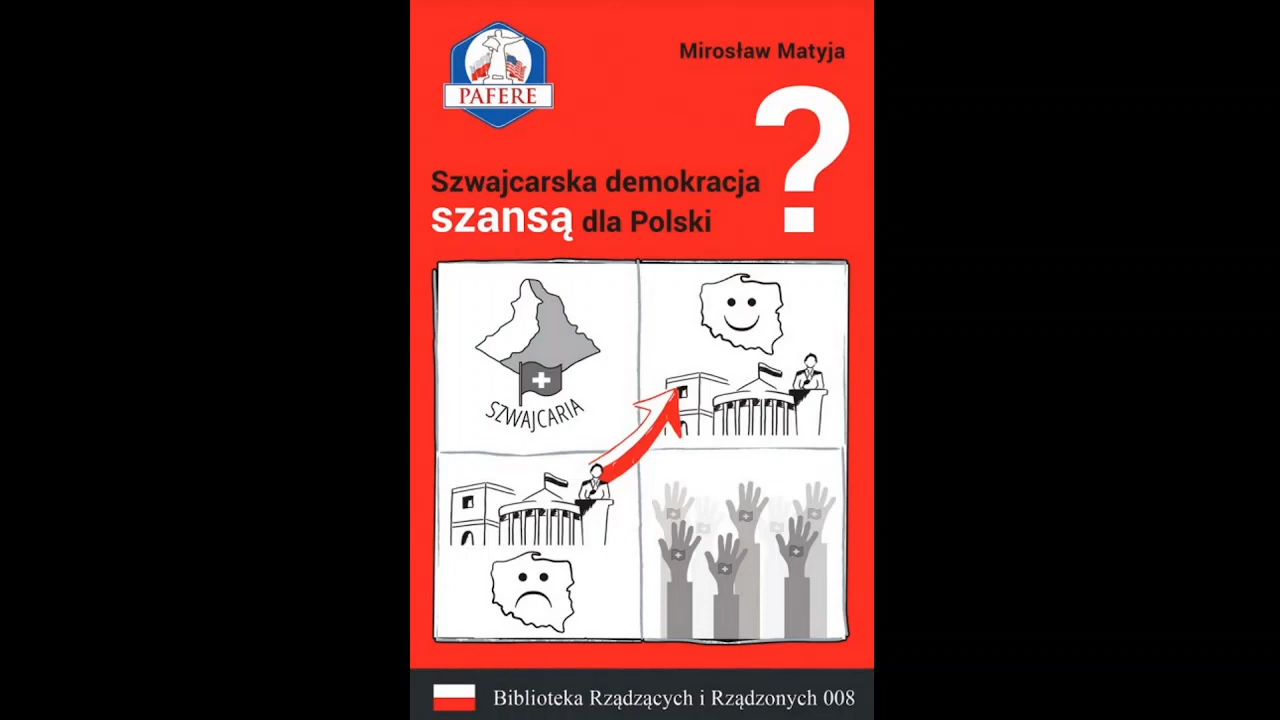 PAFERE
Mirosław Matyja
Szwajcarska demokracja
szansą dla Polski
?
SZWAJCARIA
Biblioteka Rządzących i Rządzonych 008